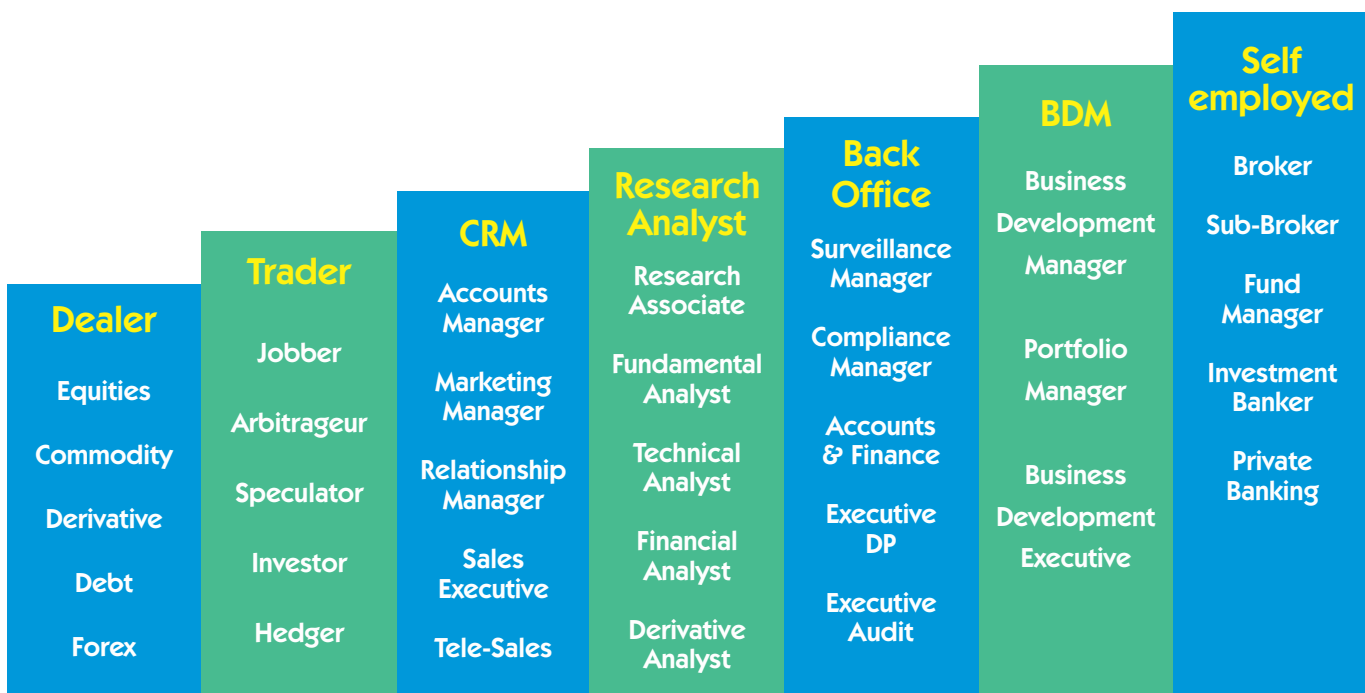 Dealer
Equities
Commodity
Derivative
Debt
Forex
Trader
Jobber
Arbitrageur
Speculator
Investor
Hedger
CRM
Accounts
Manager
Marketing
Manager
Relationship
Manager
Sales
Executive
Tele-Sales
Research
Analyst
Research
Associate
Fundamental
Analyst
Technical
Analyst
Financial
Analyst
Derivative
Analyst
Back
Office
Surveillance
Manager
Compliance
Manager
Accounts
& Finance
Executive
DP
Executive
Audit
BDM
Business
Development
Manager
Portfolio
Manager
Business
Development
Executive
Self
employed
Broker
Sub-Broker
Fund
Manager
Investment
Banker
Private
Banking